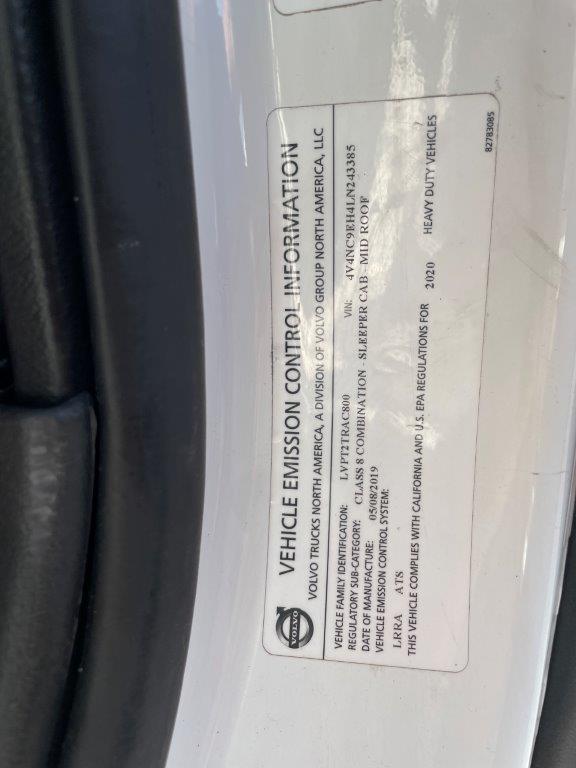 VOLVO
VEHICLE EMISSION CONTROL INFORMATION
VOLVO TRUCKS NORTH AMERICA, A DIVISION OF VOLVO GROUP NORTH AMERICA, LLC
VEHICLE FAMILY IDENTIFICATION: LVPT2TRAC800 VIN: 4V4NC9EH4LN243385
REGULATORY SUB-CATEGORY: CLASS 8 COMBINATION - SLEEPER CAB - MID ROOF
DATE OF MANUFACTURE: 05/08/2019
VEHICLE EMISSION CONTROL SYSTEM:
LRRA ATS
THIS VEHICLE COMPLIES WITH CALIFORNIA AND U.S. EPA REGULATIONS FOR 2020 HEAVY DUTY VEHICLES
82783085